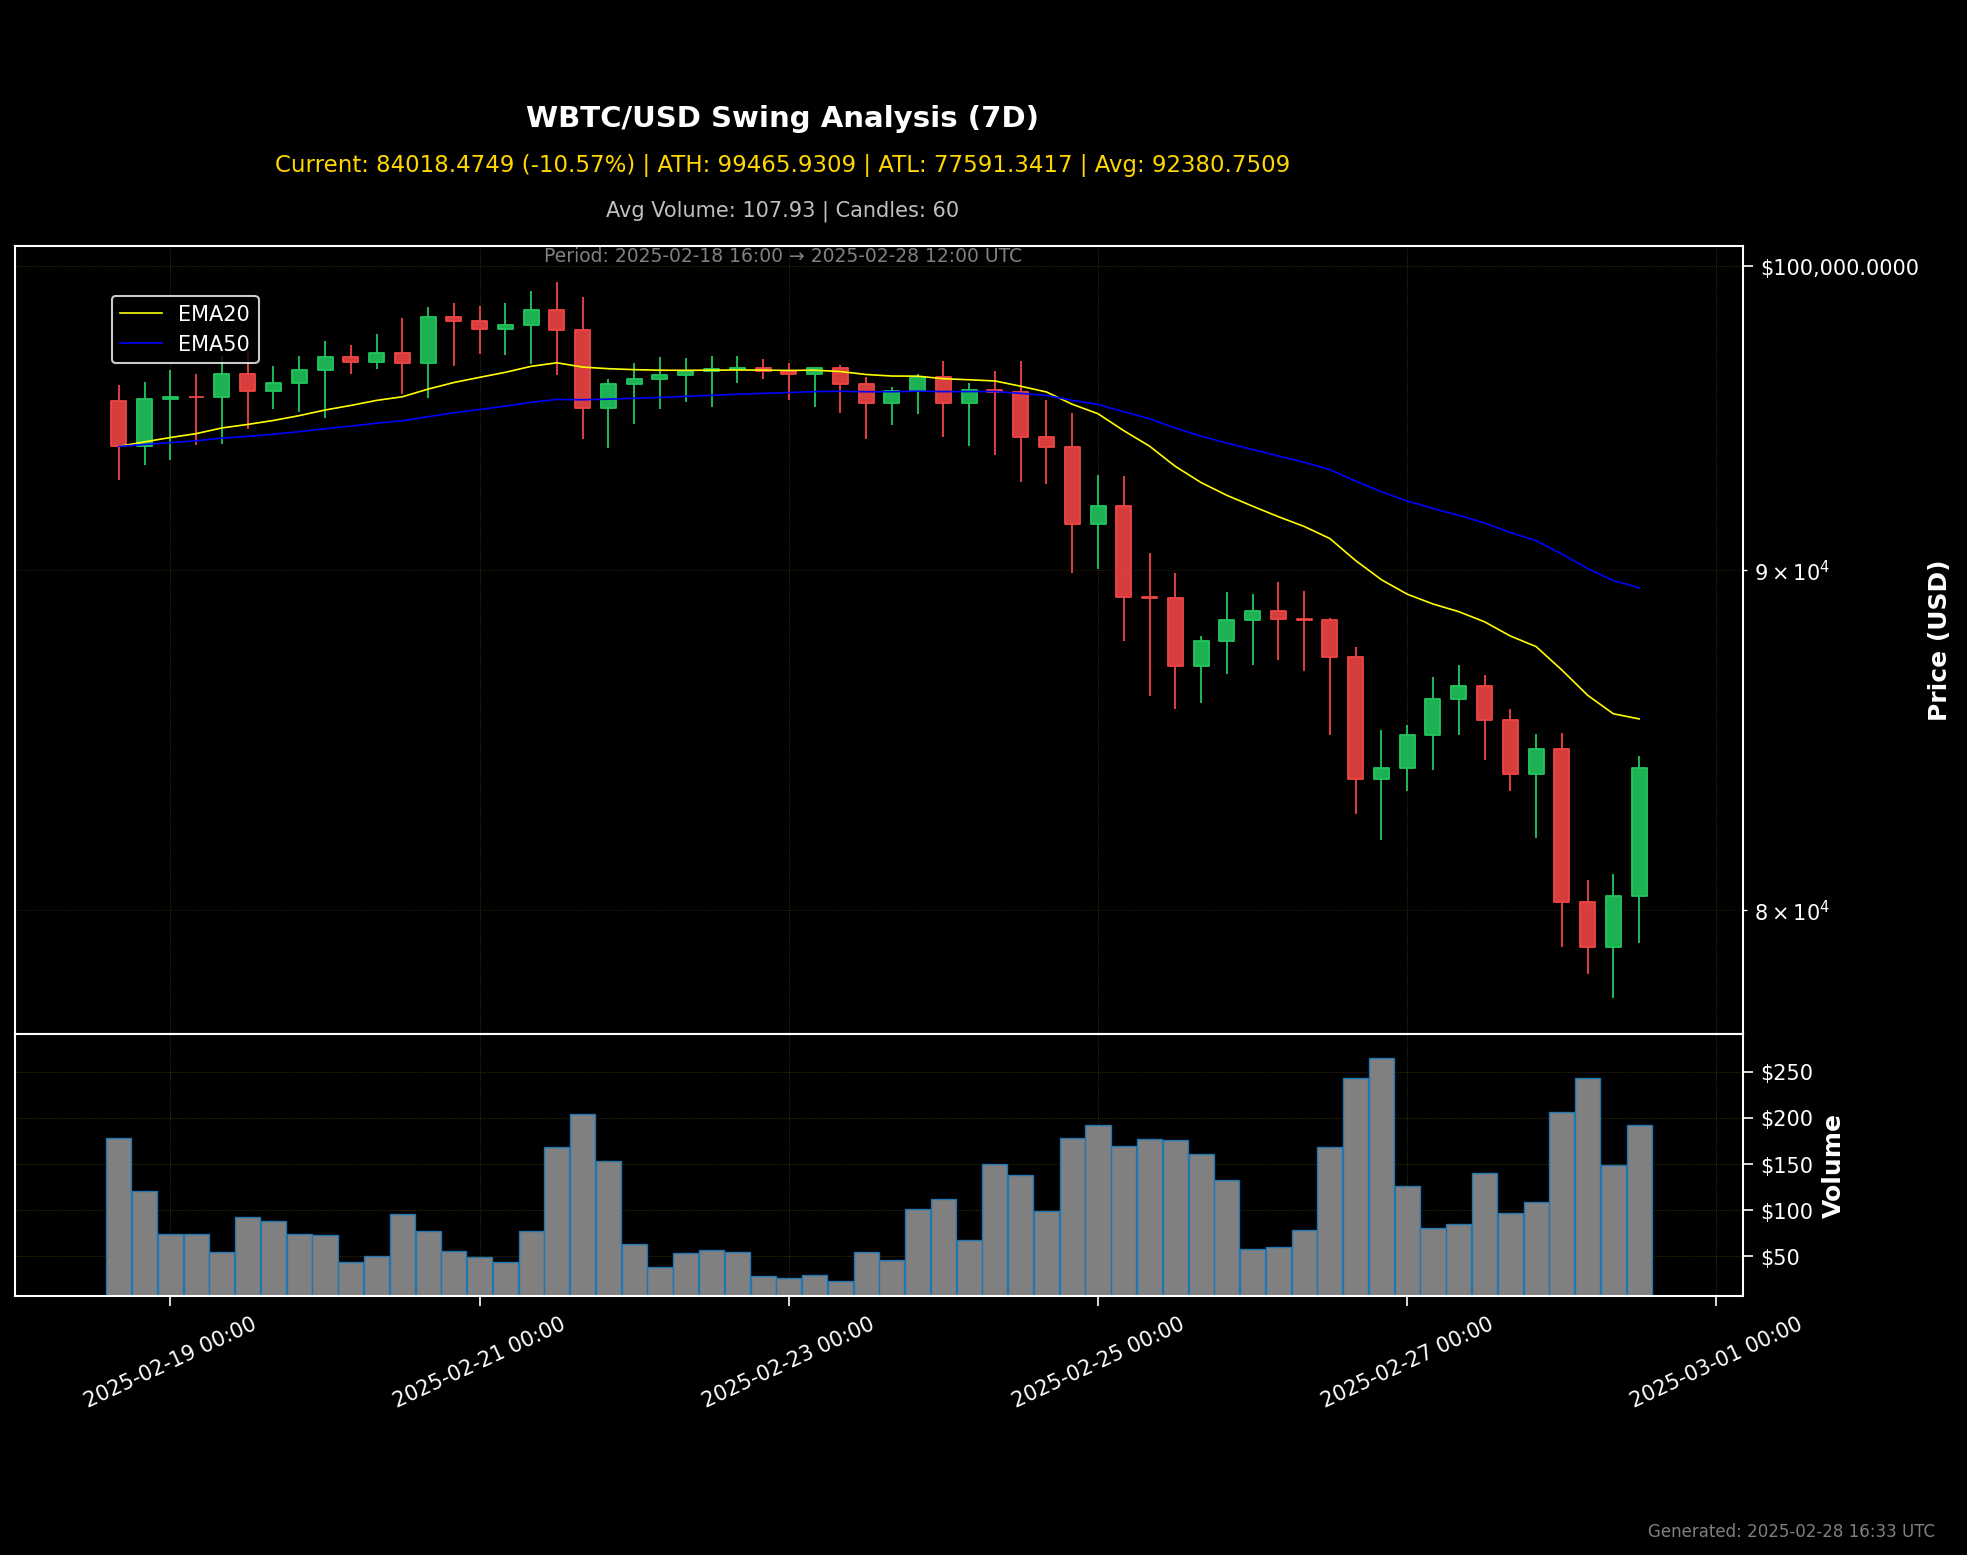 WBTC/USD Swing Analysis (7D)
Current: 84018.4749 (-10.57%) | ATH: 99465.9309 | ATL: 77591.3417 | Avg: 92380.7509
Avg Volume: 107.93 | Candles: 60
Period: 2025-02-18 16:00 → 2025-02-28 12:00 UTC
EMA20
EMA50
$100,000.0000
9 × 10⁴
8 × 10⁴
Price (USD)
$250
$200
$150
$100
$50
Volume
2025-02-19 00:00
2025-02-21 00:00
2025-02-23 00:00
2025-02-25 00:00
2025-02-27 00:00
2025-03-01 00:00
Generated: 2025-02-28 16:33 UTC